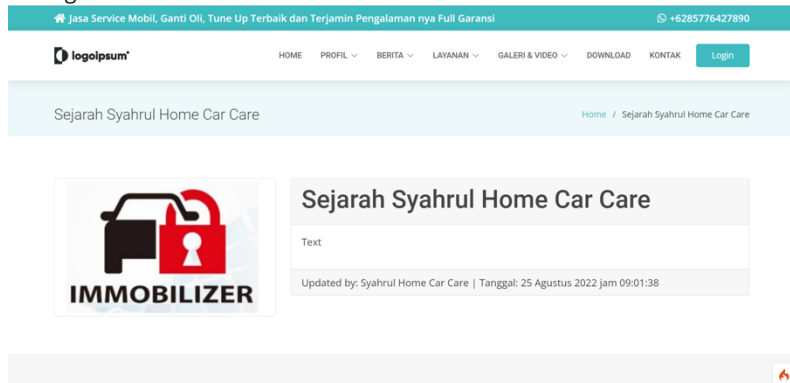 Jasa Service Mobil, Ganti Oli, Tune Up Terbaik dan Terjamin Pengalaman nya Full Garansi
+6285776427890
logoipsum
HOME PROFIL BERITA LAYANAN GALERI & VIDEO DOWNLOAD KONTAK Login
Sejarah Syahrul Home Car Care
Home / Sejarah Syahrul Home Car Care
IMMOBILIZER
Sejarah Syahrul Home Car Care
Text
Updated by: Syahrul Home Car Care | Tanggal: 25 Agustus 2022 jam 09:01:38